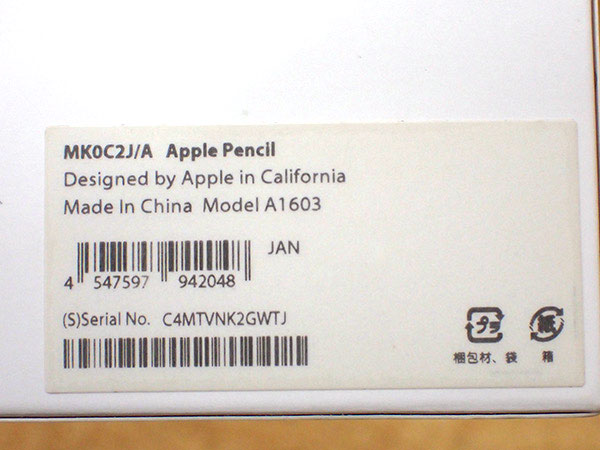 MK0C2J/A Apple Pencil
Designed by Apple in California
Made In China Model A1603
JAN
4 547597 942048
(S)Serial No. C4MTVNK2GWTJ
プラ 紙
梱包材、袋 箱